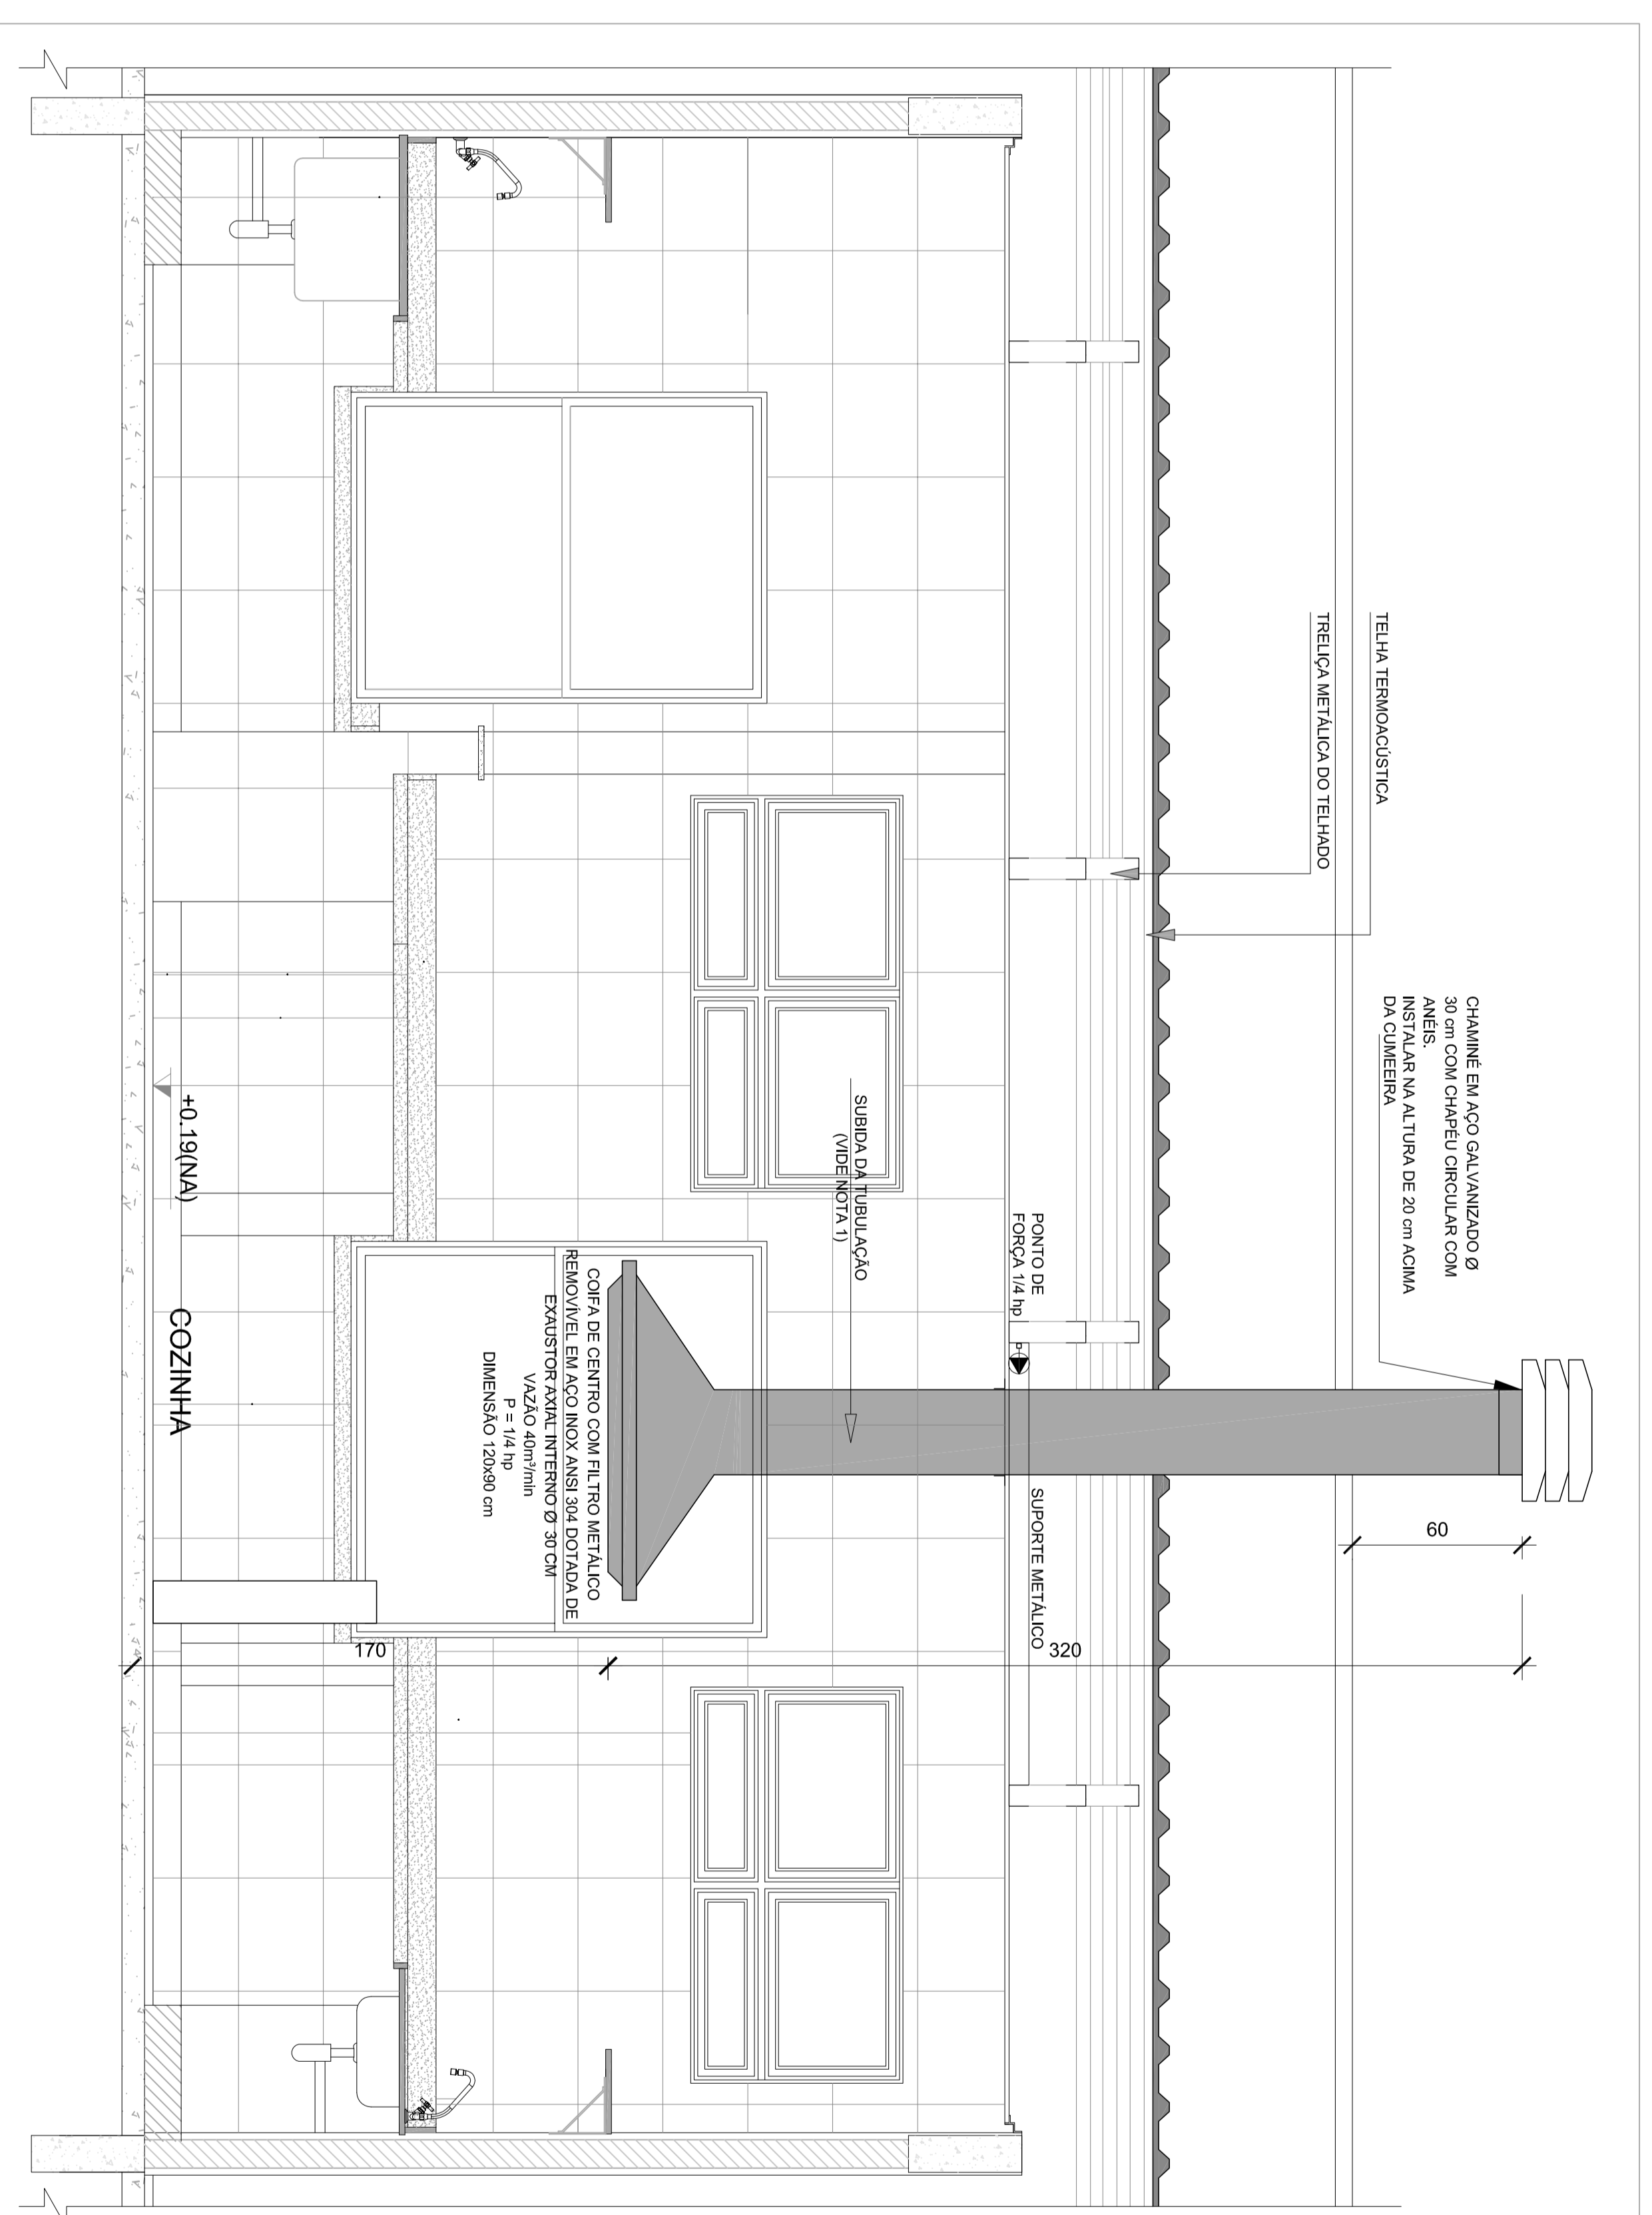 CHAMINÉ EM AÇO GALVANIZADO Ø
30 cm COM CHAPÉU CIRCULAR COM
ANÉIS.
INSTALAR NA ALTURA DE 20 cm ACIMA
DA CUMEEIRA
TELHA TERMOACÚSTICA
TRELIÇA METÁLICA DO TELHADO
60
320
PONTO DE
FORÇA 1/4 hp
SUPORTE METÁLICO
SUBIDA DA TUBULAÇÃO
(VIDE NOTA 1)
COIFA DE CENTRO COM FILTRO METÁLICO
REMOVÍVEL EM AÇO INOX ANSI 304 DOTADA DE
EXAUSTOR AXIAL INTERNO Ø 30 CM
VAZÃO 40m³/min
P = 1/4 hp
DIMENSÃO 120x90 cm
170
+0.19(NA)
COZINHA